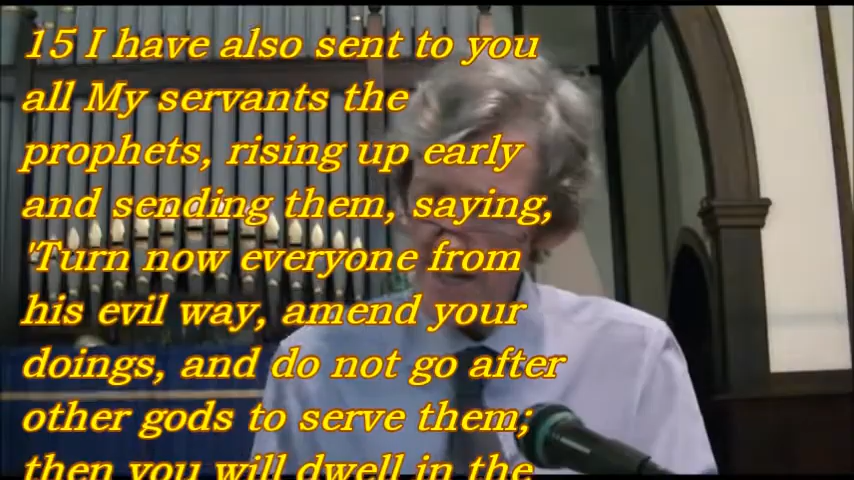 15 I have also sent to you
all My servants the
prophets, rising up early
and sending them, saying,
'Turn now everyone from
his evil way, amend your
doings, and do not go after
other gods to serve them;
then you will dwell in the